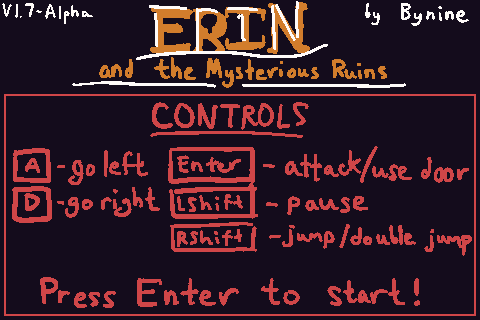 V1.7-Alpha
ERIN
by Bynine
and the Mysterious Ruins
CONTROLS
A -go left Enter - attack/use door
D -go right LShift - pause
RShift -jump/double jump
Press Enter to start!